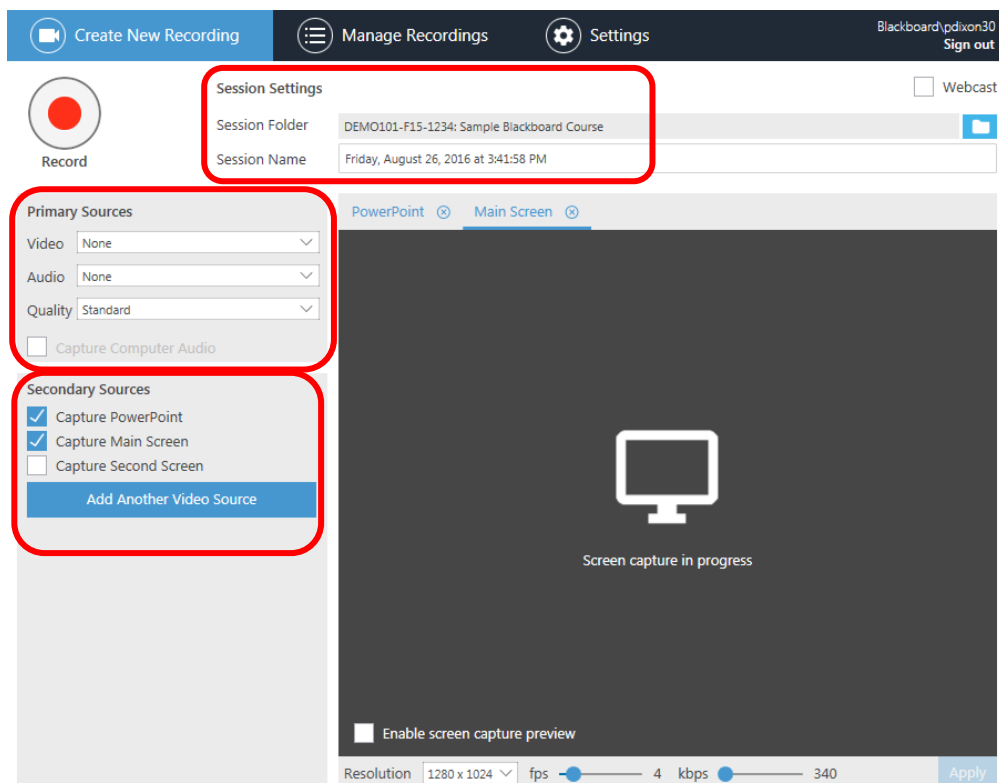 Create New Recording Manage Recordings Settings Blackboard\pdixon30
Sign out
Session Settings Webcast
Session Folder DEMO101-F15-1234: Sample Blackboard Course
Record Session Name Friday, August 26, 2016 at 3:41:58 PM
Primary Sources
Video None
Audio None
Quality Standard
Capture Computer Audio
Secondary Sources
Capture PowerPoint
Capture Main Screen
Capture Second Screen
Add Another Video Source
PowerPoint Main Screen
Screen capture in progress
Enable screen capture preview
Resolution 1280 x 1024 fps 4 kbps 340 Apply